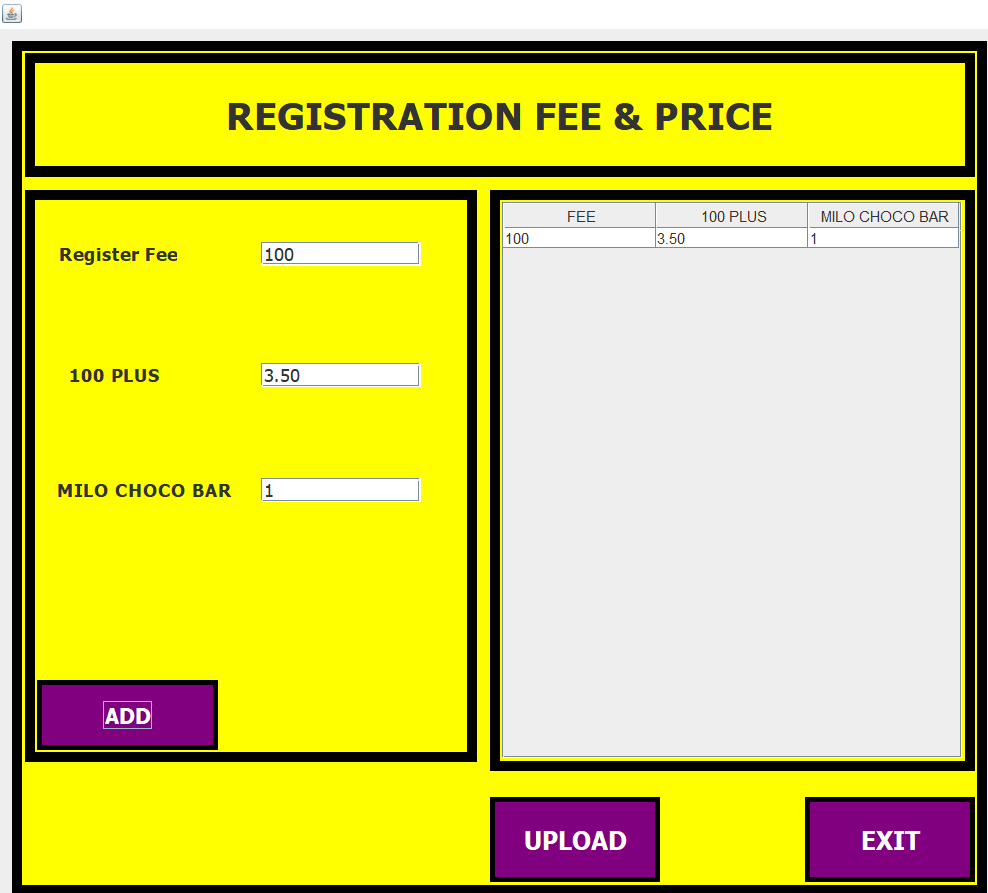 REGISTRATION FEE & PRICE
Register Fee 100
100 PLUS 3.50
MILO CHOCO BAR 1
ADD
FEE 100 PLUS MILO CHOCO BAR
100 3.50 1
UPLOAD EXIT